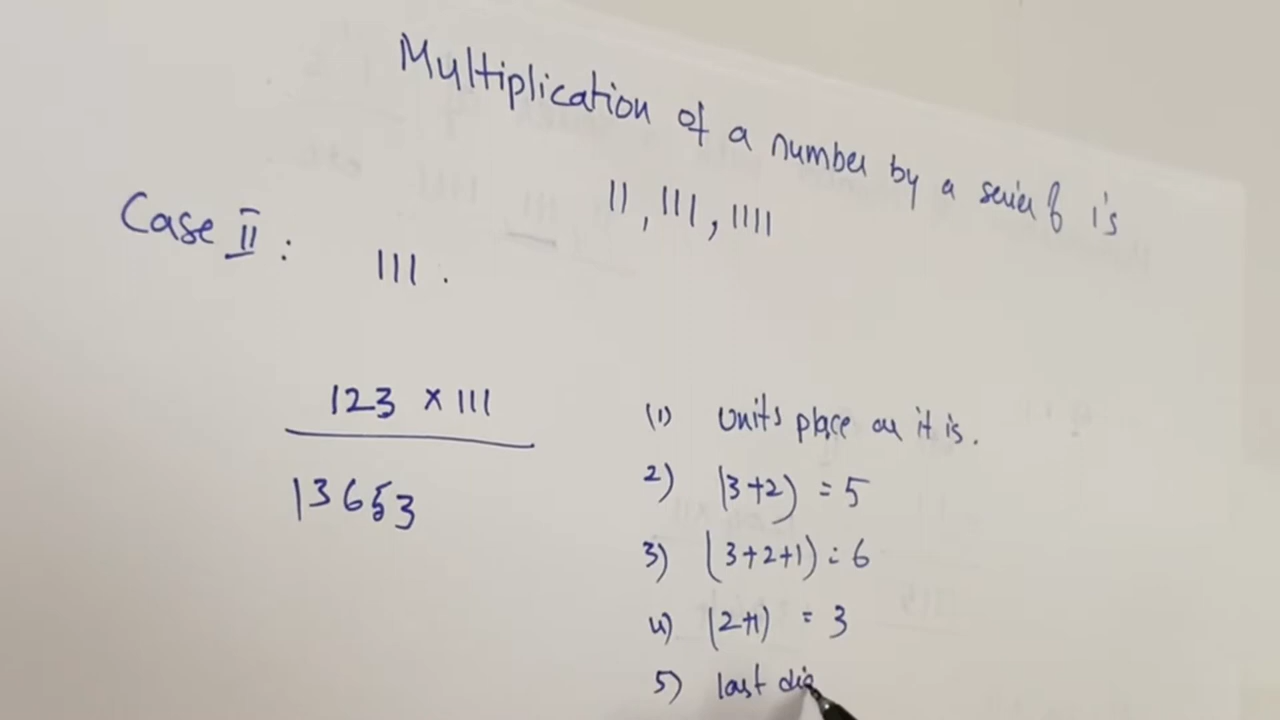 Multiplication of a number by a series of 1's
11, 111, 1111
Case II : 111.
123 x 111
13653
(1) Units place as it is.
2) (3+2) = 5
3) (3+2+1) = 6
4) (2+1) = 3
5) last dig